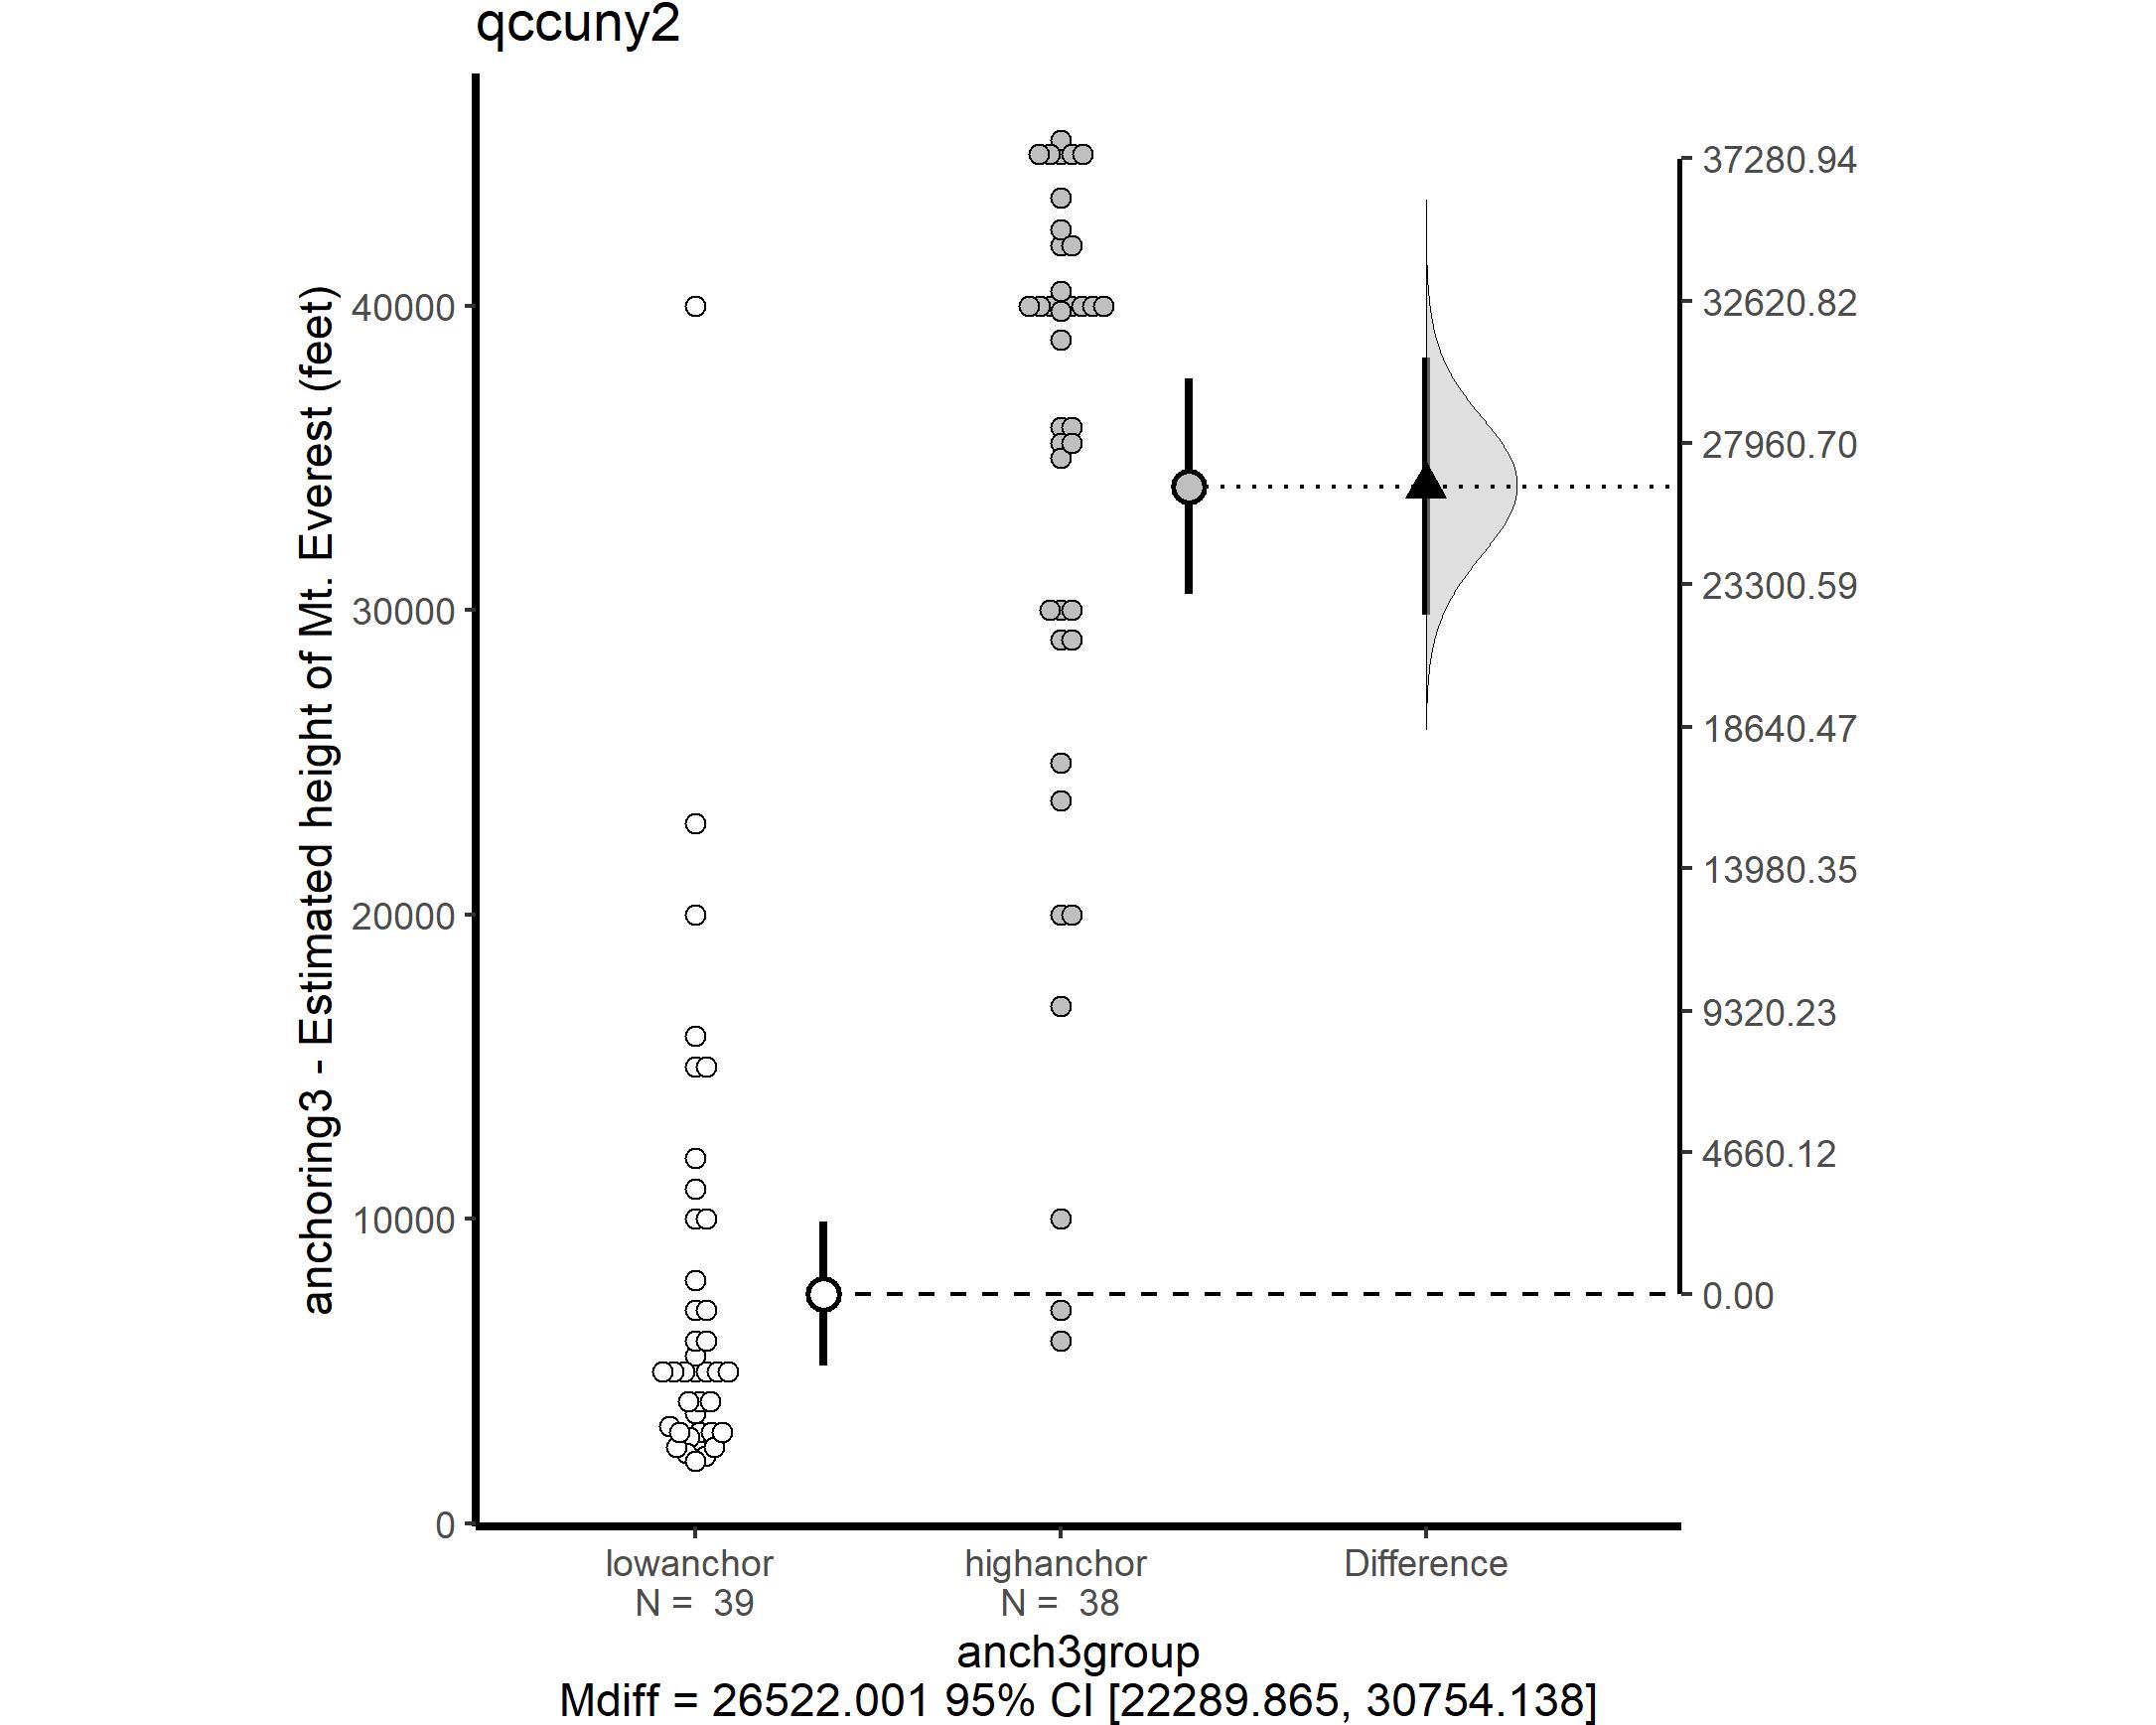 qccuny2
anchoring3 - Estimated height of Mt. Everest (feet)
40000
30000
20000
10000
0
37280.94
32620.82
27960.70
23300.59
18640.47
13980.35
9320.23
4660.12
0.00
lowanchor
N =  39
highanchor
N =  38
Difference
anch3group
Mdiff = 26522.001 95% CI [22289.865, 30754.138]